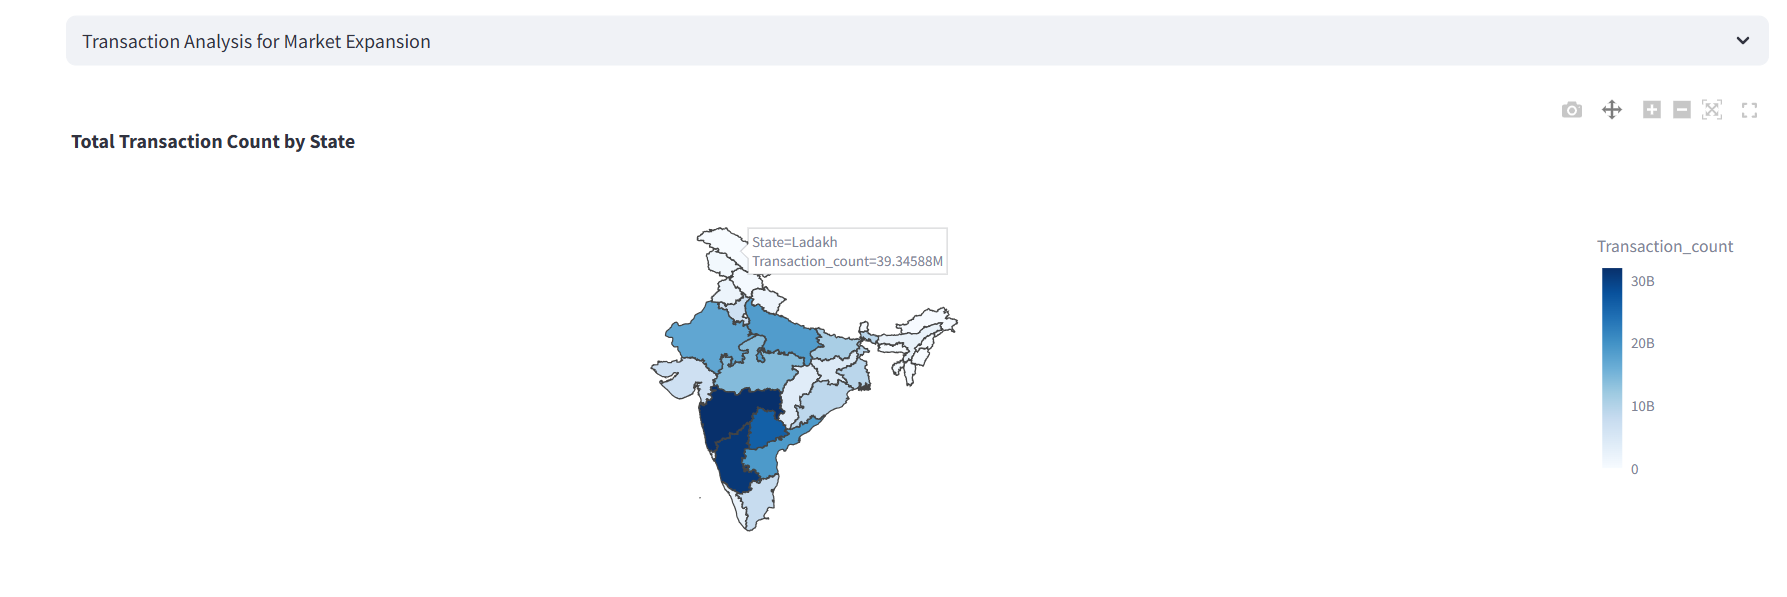 Transaction Analysis for Market Expansion
Total Transaction Count by State
State=Ladakh
Transaction_count=39.34588M
Transaction_count
30B
20B
10B
0